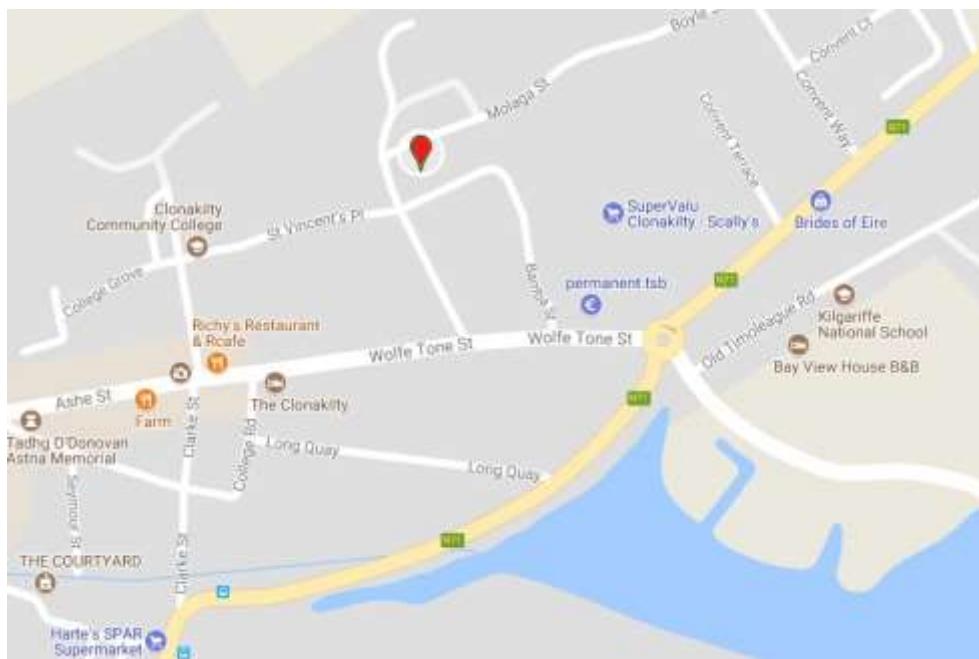 Boyle
Convent Ct
Molaga St
Convent Way
N71
Convent Terrace
Clonakilty
Community College
St Vincent's Pl
SuperValu
Clonakilty - Scally's
Brides of Eire
College Grove
Bamba St
permanent tsb
N71
Kilgariffe
National School
Old Timoleague Rd
Richy's Restaurant
& Rcafe
Wolfe Tone St
Wolfe Tone St
Bay View House B&B
Ashe St
Farm
The Clonakilty
N71
Clarke St
Tadhg O'Donovan
Astna Memorial
College Rd
Long Quay
Long Quay
Seymour St
N71
THE COURTYARD
Clarke St
Harte's SPAR
Supermarket